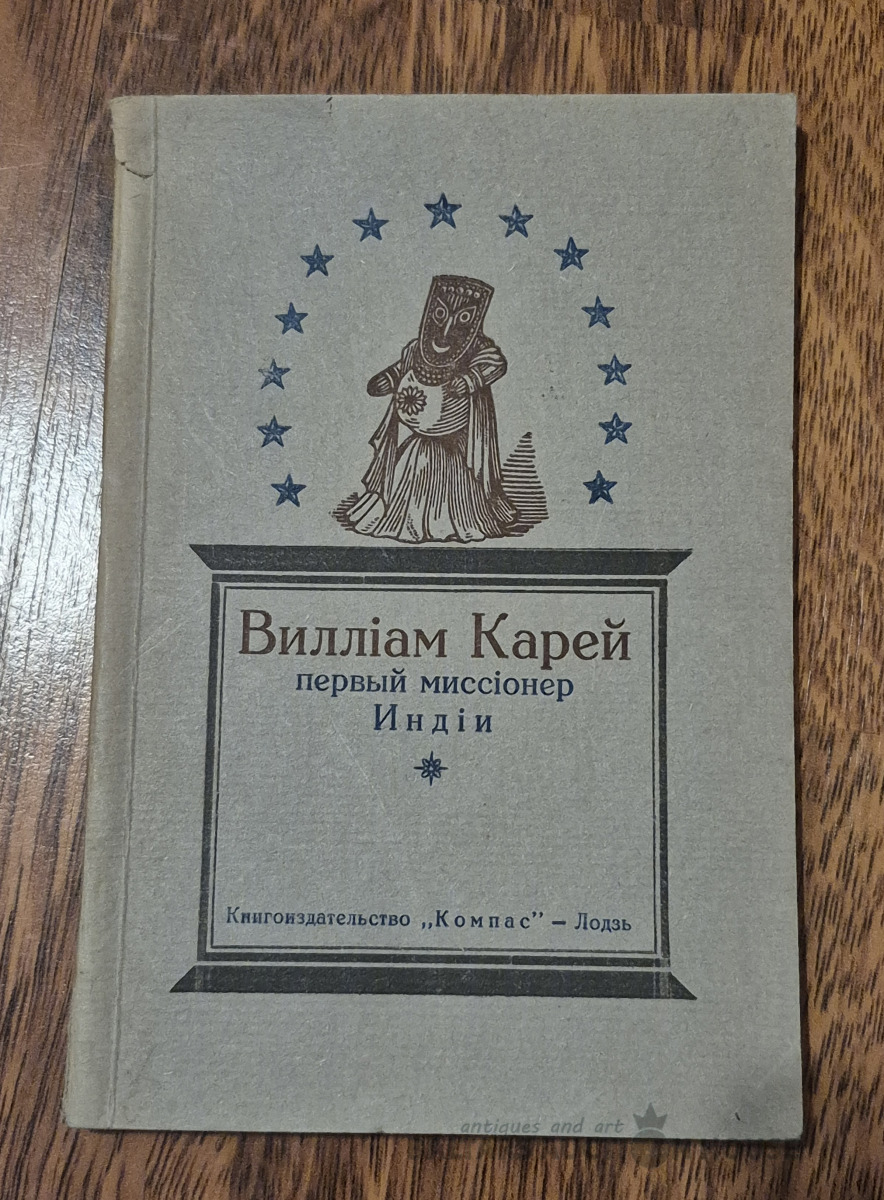 Вилліам Карей
первый миссіонер
Индіи
Книгоиздательство „Компас” – Лодзь
antiques and art